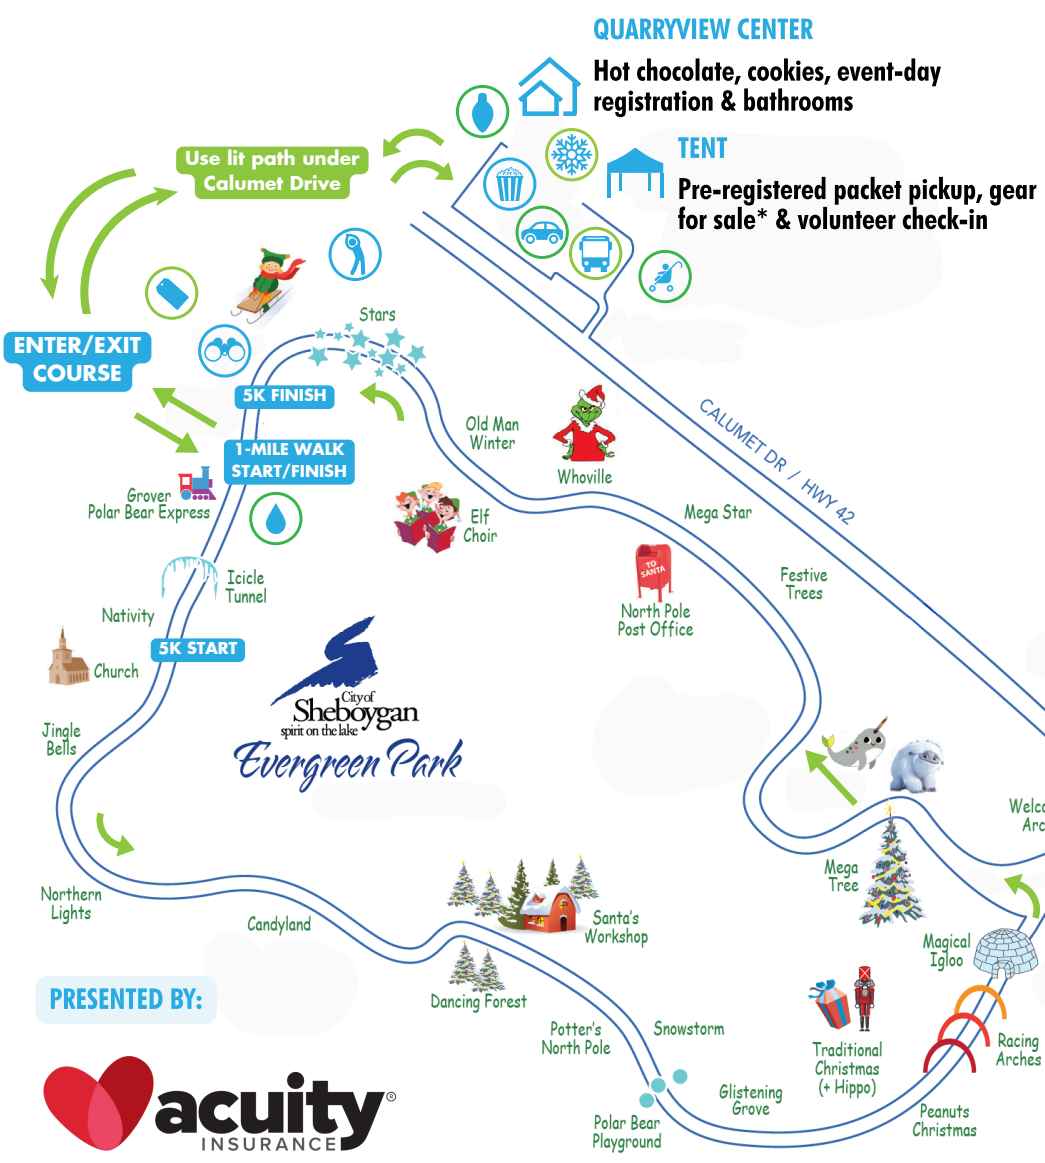 QUARRYVIEW CENTER
Hot chocolate, cookies, event-day
registration & bathrooms
TENT
Pre-registered packet pickup, gear
for sale* & volunteer check-in
Use lit path under
Calumet Drive
ENTER/EXIT
COURSE
Stars
5K FINISH
1-MILE WALK
START/FINISH
Old Man
Winter
Whoville
CALUMET DR / HWY 42
Grover
Polar Bear Express
Elf
Choir
Mega Star
TO
SANTA
North Pole
Post Office
Festive
Trees
Icicle
Tunnel
Nativity
5K START
Church
City of
Sheboygan
spirit on the lake
Evergreen Park
Jingle
Bells
Welco
Arc
Mega
Tree
Northern
Lights
Candyland
Santa's
Workshop
Magical
Igloo
Dancing Forest
PRESENTED BY:
Potter's
North Pole
Snowstorm
Traditional
Christmas
(+ Hippo)
Racing
Arches
Glistening
Grove
Peanuts
Christmas
Polar Bear
Playground
acuity®
INSURANCE